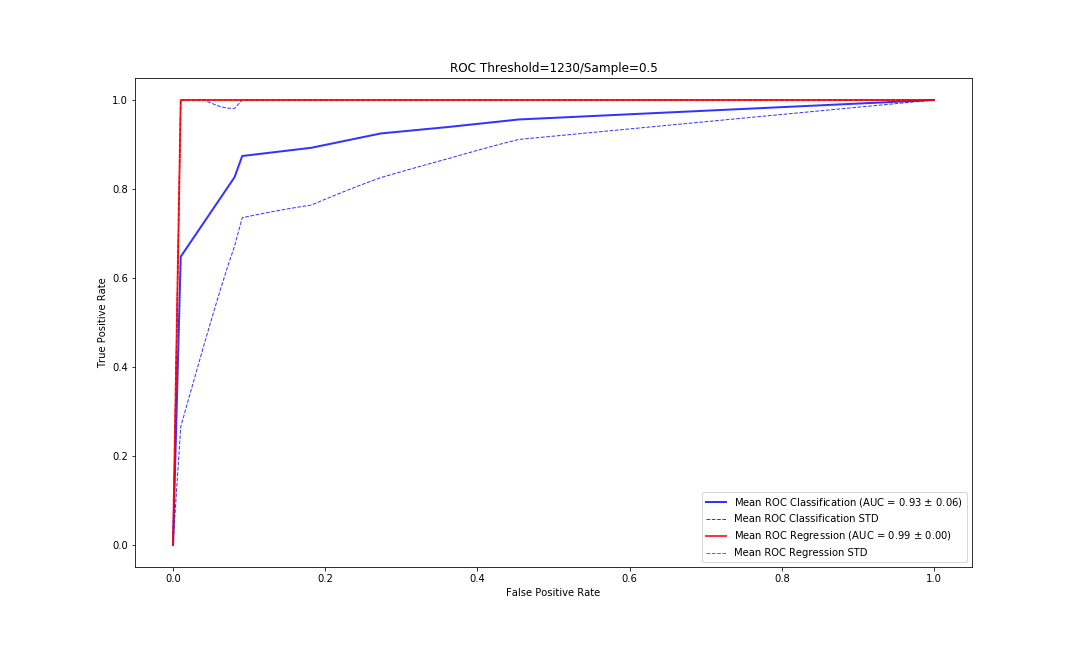 ROC Threshold=1230/Sample=0.5
True Positive Rate
1.0
0.8
0.6
0.4
0.2
0.0
Mean ROC Classification (AUC = 0.93 ± 0.06)
Mean ROC Classification STD
Mean ROC Regression (AUC = 0.99 ± 0.00)
Mean ROC Regression STD
0.0 0.2 0.4 0.6 0.8 1.0
False Positive Rate